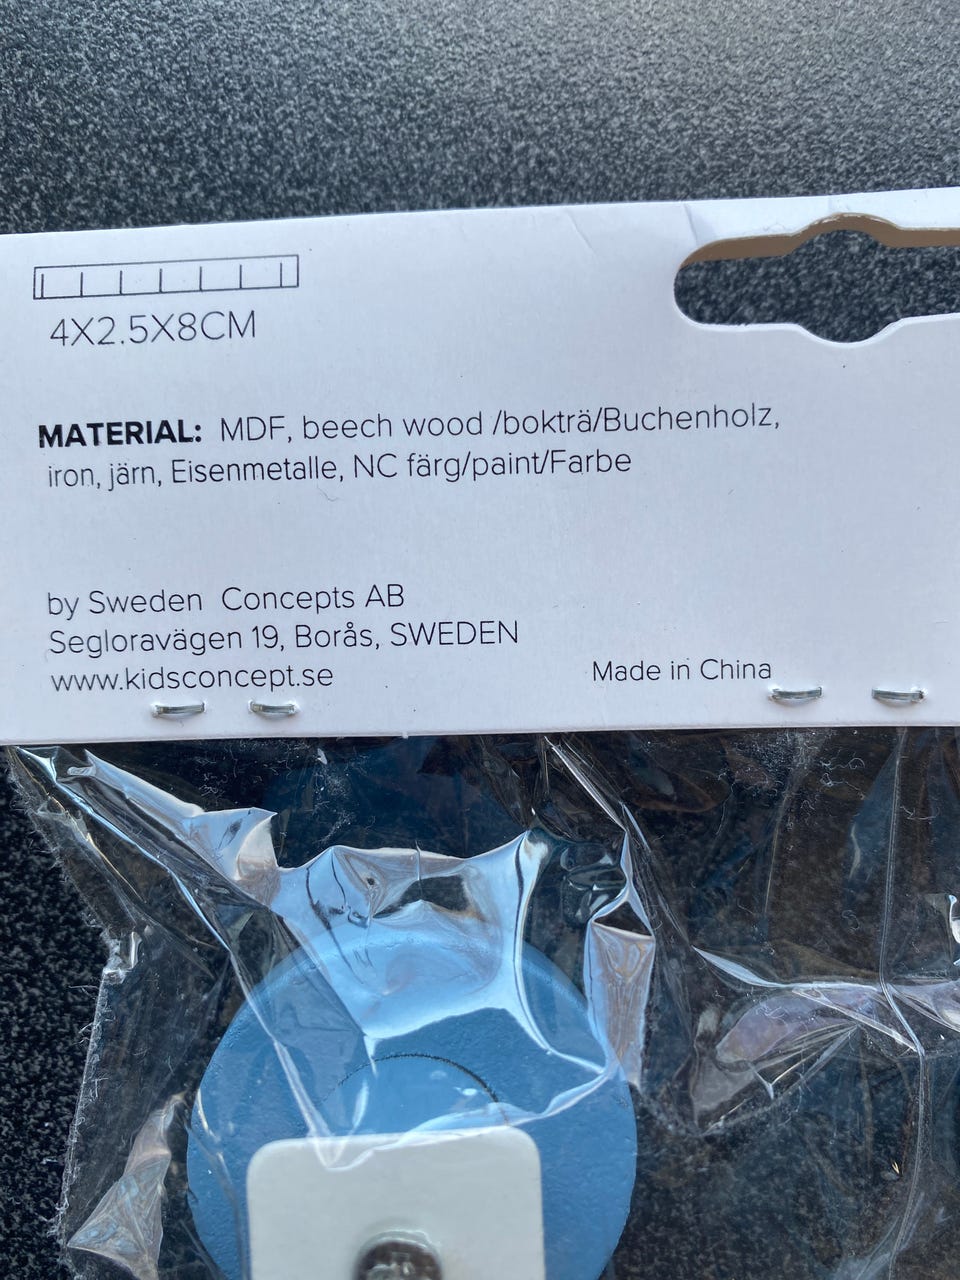 4X2.5X8CM
MATERIAL: MDF, beech wood /bokträ/Buchenholz,
iron, järn, Eisenmetalle, NC färg/paint/Farbe
by Sweden Concepts AB
Segloravägen 19, Borås, SWEDEN
www.kidsconcept.se
Made in China